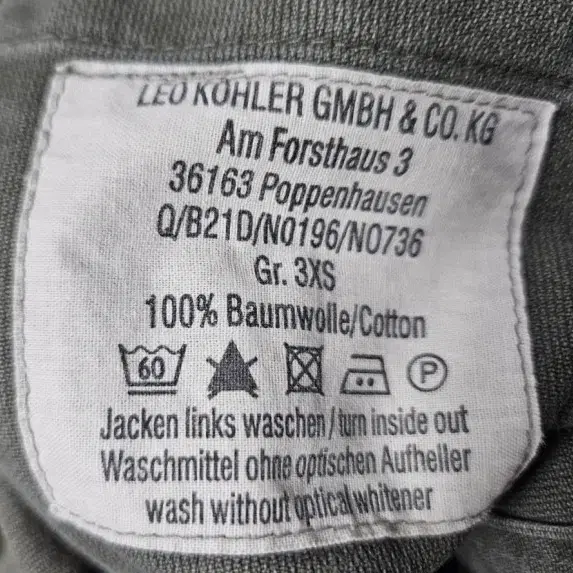 LEO KÖHLER GMBH & CO. KG
Am Forsthaus 3
36163 Poppenhausen
Q/B21D/N0196/N0736
Gr. 3XS
100% Baumwolle/Cotton
60 P
Jacken links waschen/turn inside out
Waschmittel ohne optischen Aufheller
wash without optical whitener